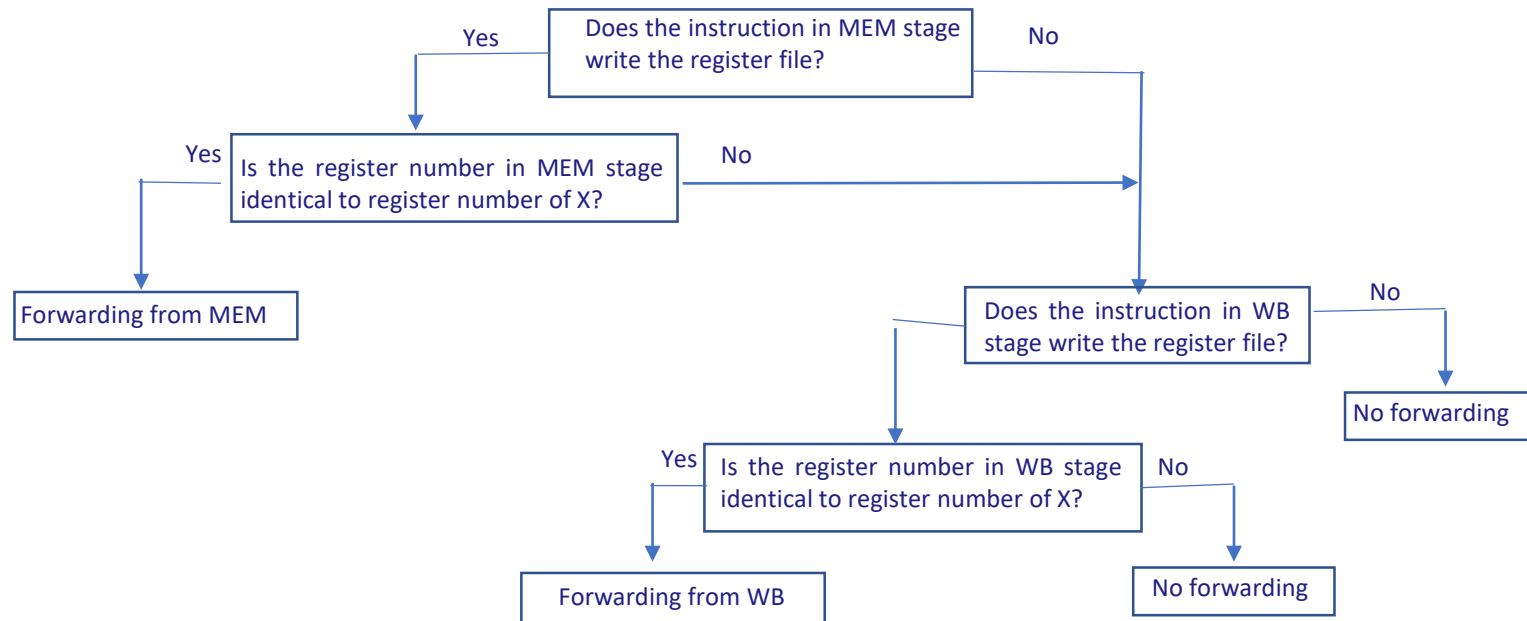 Does the instruction in MEM stage
write the register file?
Yes
No
Yes
Is the register number in MEM stage
identical to register number of X?
No
Forwarding from MEM
Does the instruction in WB
stage write the register file?
No
No forwarding
Yes
Is the register number in WB stage
identical to register number of X?
No
Forwarding from WB
No forwarding